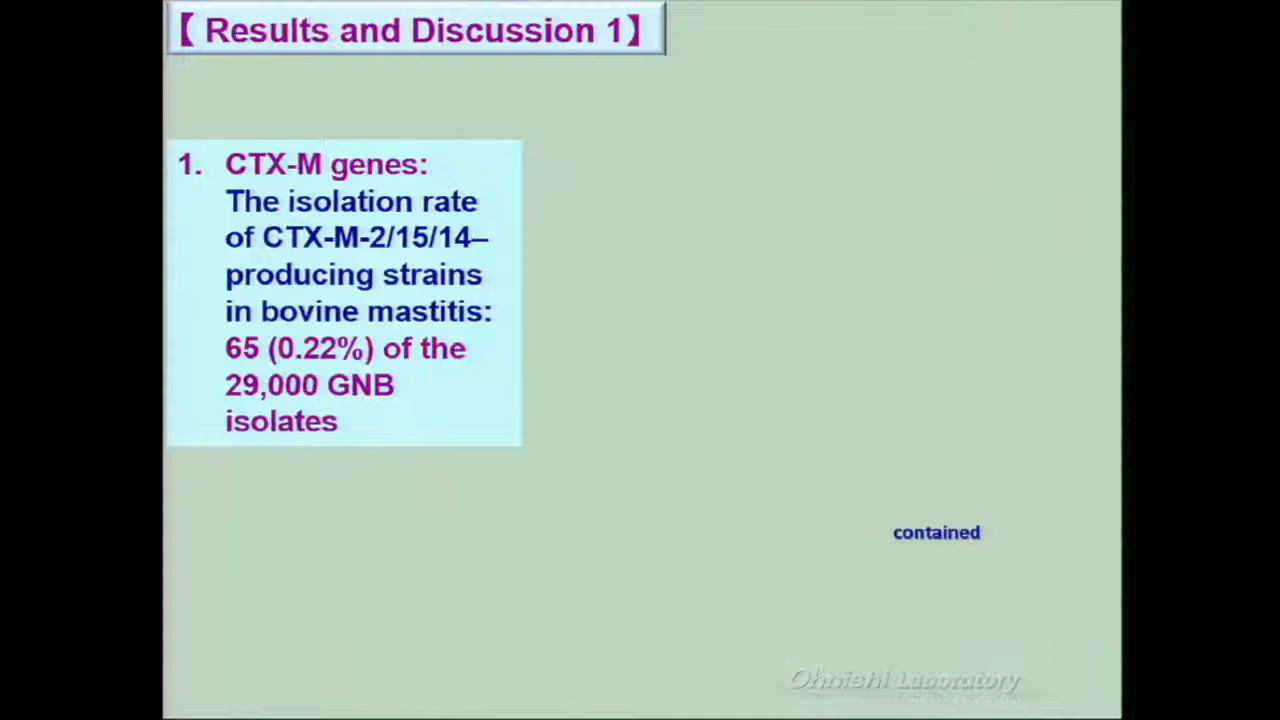 【 Results and Discussion 1】
1. CTX-M genes:
The isolation rate
of CTX-M-2/15/14–
producing strains
in bovine mastitis:
65 (0.22%) of the
29,000 GNB
isolates
contained
Ohnishi Laboratory